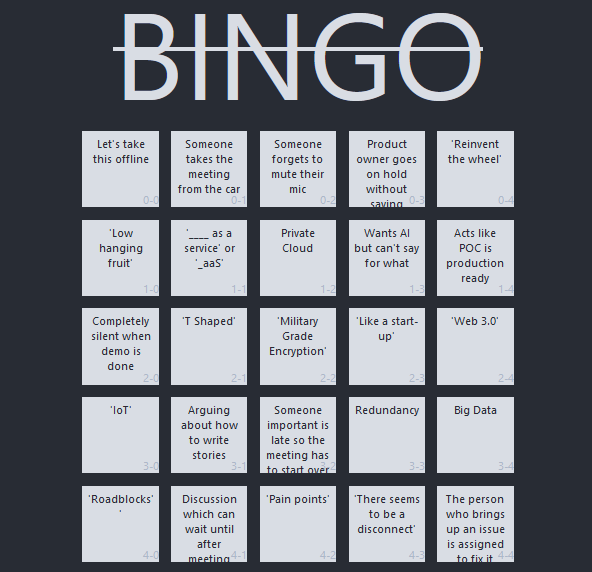 BINGO
Let's take
this offline
0-0
Someone
takes the
meeting
from the car
0-1
Someone
forgets to
mute their
mic
0-2
Product
owner goes
on hold
without
saying
0-3
'Reinvent
the wheel'
0-4
'Low
hanging
fruit'
1-0
'____ as a
service' or
'_aaS'
1-1
Private
Cloud
1-2
Wants AI
but can't say
for what
1-3
Acts like
POC is
production
ready
1-4
Completely
silent when
demo is
done
2-0
'T Shaped'
2-1
'Military
Grade
Encryption'
2-2
'Like a start-
up'
2-3
'Web 3.0'
2-4
'IoT'
3-0
Arguing
about how
to write
stories
3-1
Someone
important is
late so the
meeting has
to start over
3-2
Redundancy
3-3
Big Data
3-4
'Roadblocks'
'
4-0
Discussion
which can
wait until
after
meeting
4-1
'Pain points'
4-2
'There seems
to be a
disconnect'
4-3
The person
who brings
up an issue
is assigned
to fix it
4-4